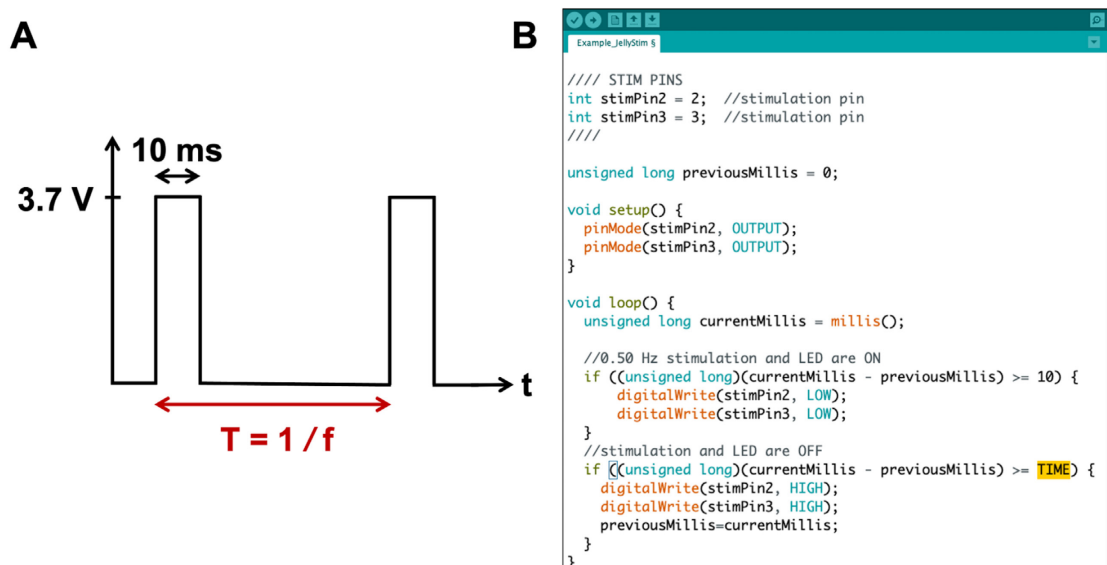 A
10 ms
3.7 V
t
T = 1 / f
B
Example_JellyStim §
//// STIM PINS
int stimPin2 = 2;  //stimulation pin
int stimPin3 = 3;  //stimulation pin
////
unsigned long previousMillis = 0;
void setup() {
  pinMode(stimPin2, OUTPUT);
  pinMode(stimPin3, OUTPUT);
}
void loop() {
  unsigned long currentMillis = millis();
  //0.50 Hz stimulation and LED are ON
  if ((unsigned long)(currentMillis - previousMillis) >= 10) {
      digitalWrite(stimPin2, LOW);
      digitalWrite(stimPin3, LOW);
  }
  //stimulation and LED are OFF
  if ((unsigned long)(currentMillis - previousMillis) >= TIME) {
    digitalWrite(stimPin2, HIGH);
    digitalWrite(stimPin3, HIGH);
    previousMillis=currentMillis;
  }
}